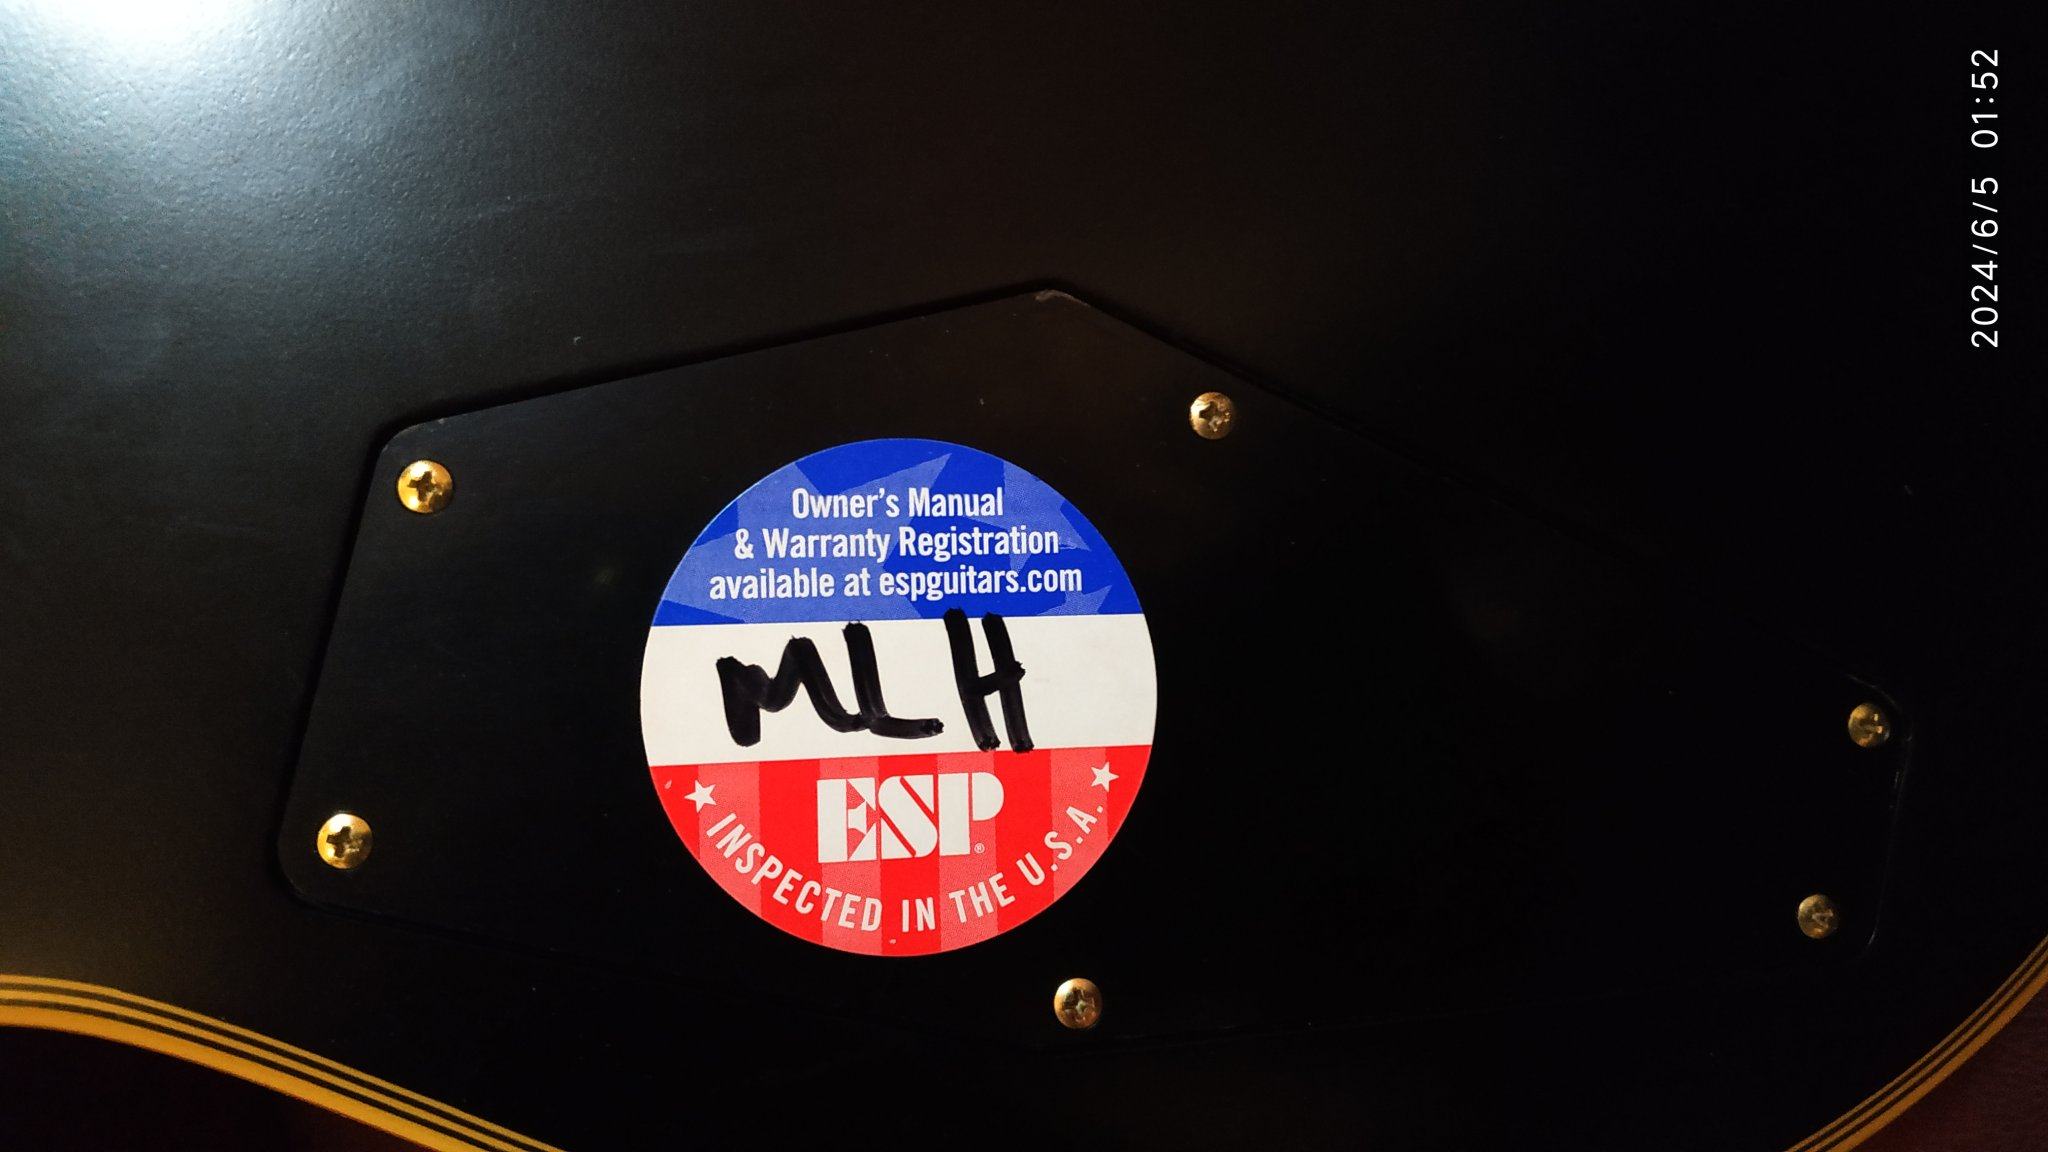 Owner's Manual
& Warranty Registration
available at espguitars.com
MLH
ESP®
★ INSPECTED IN THE U.S.A. ★
2024/6/5 01:52